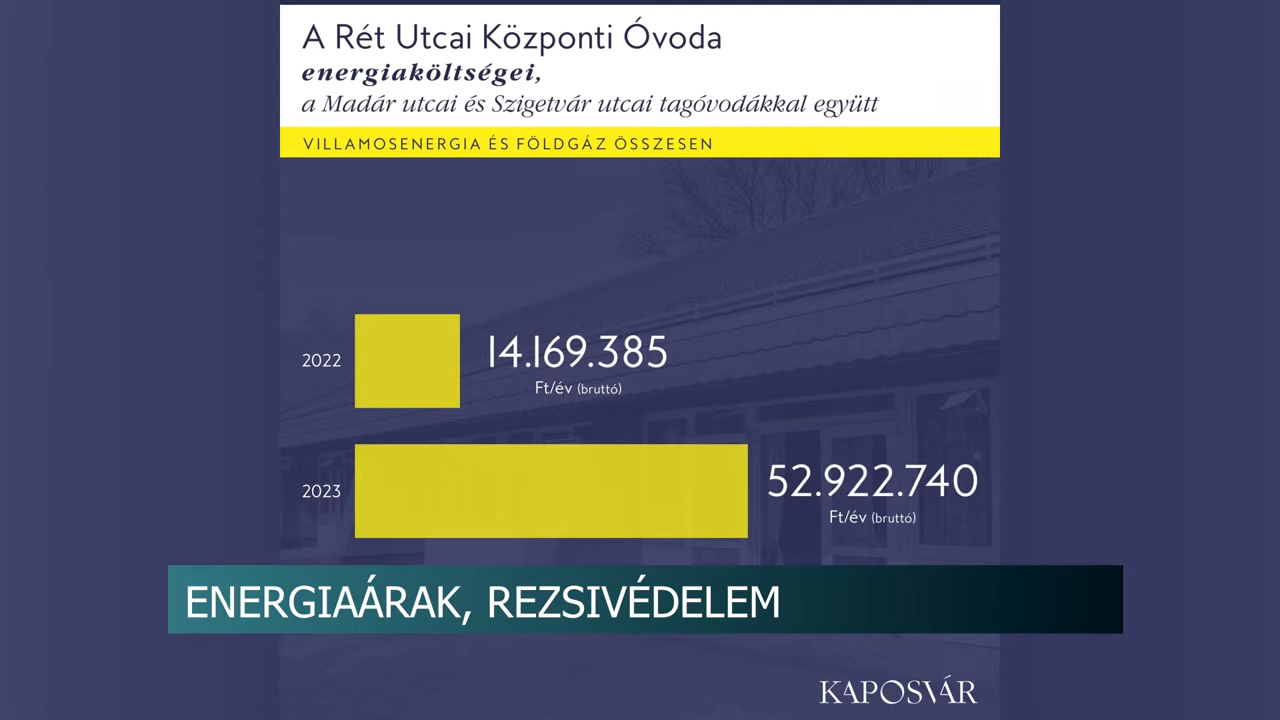 A Rét Utcai Központi Óvoda
energiaköltségei,
a Madár utcai és Szigetvár utcai tagóvodákkal együtt
VILLAMOSENERGIA ÉS FÖLDGÁZ ÖSSZESEN
2022
14.169.385
Ft/év (bruttó)
2023
52.922.740
Ft/év (bruttó)
ENERGIAÁRAK, REZSIVÉDELEM
KAPOSVÁR